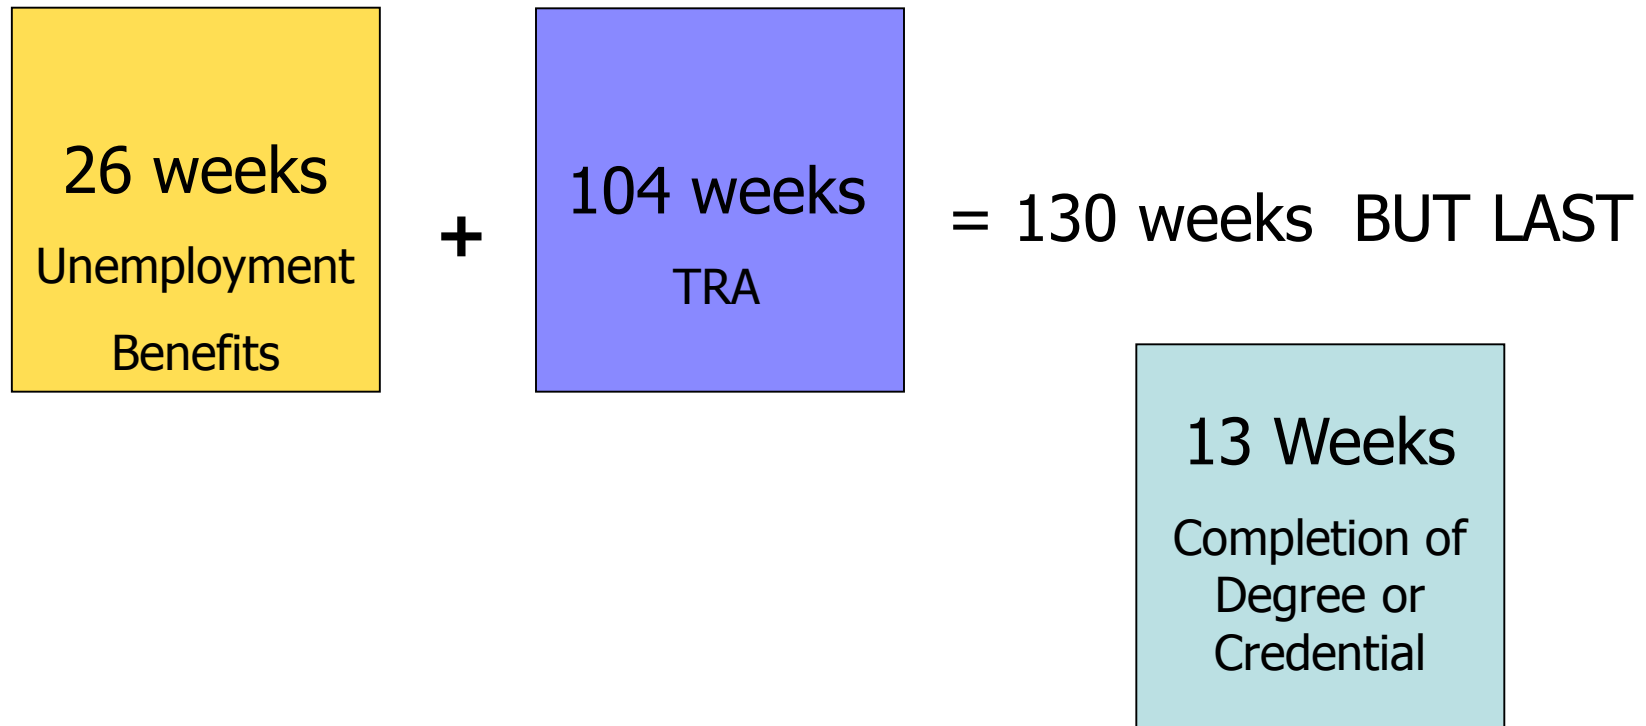 26 weeks
Unemployment
Benefits
+
104 weeks
TRA
= 130 weeks BUT LAST
13 Weeks
Completion of
Degree or
Credential